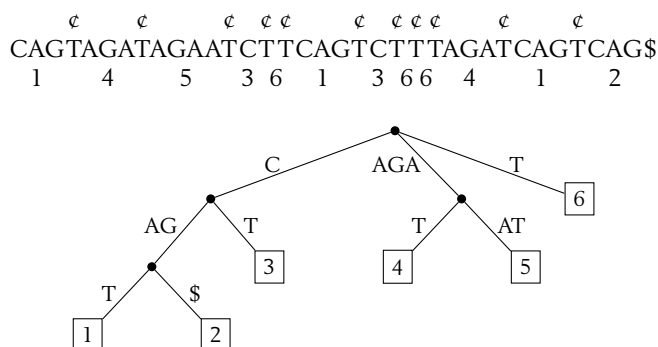 ¢ ¢ ¢ ¢ ¢ ¢ ¢ ¢ ¢ ¢ ¢
CAGTAGATAGAATCTTCAGTCTTTAGATCAGTCAG$
1 4 5 3 6 1 3 6 6 4 1 2
C AGA T
6
AG T T AT
3 4 5
T $
1 2